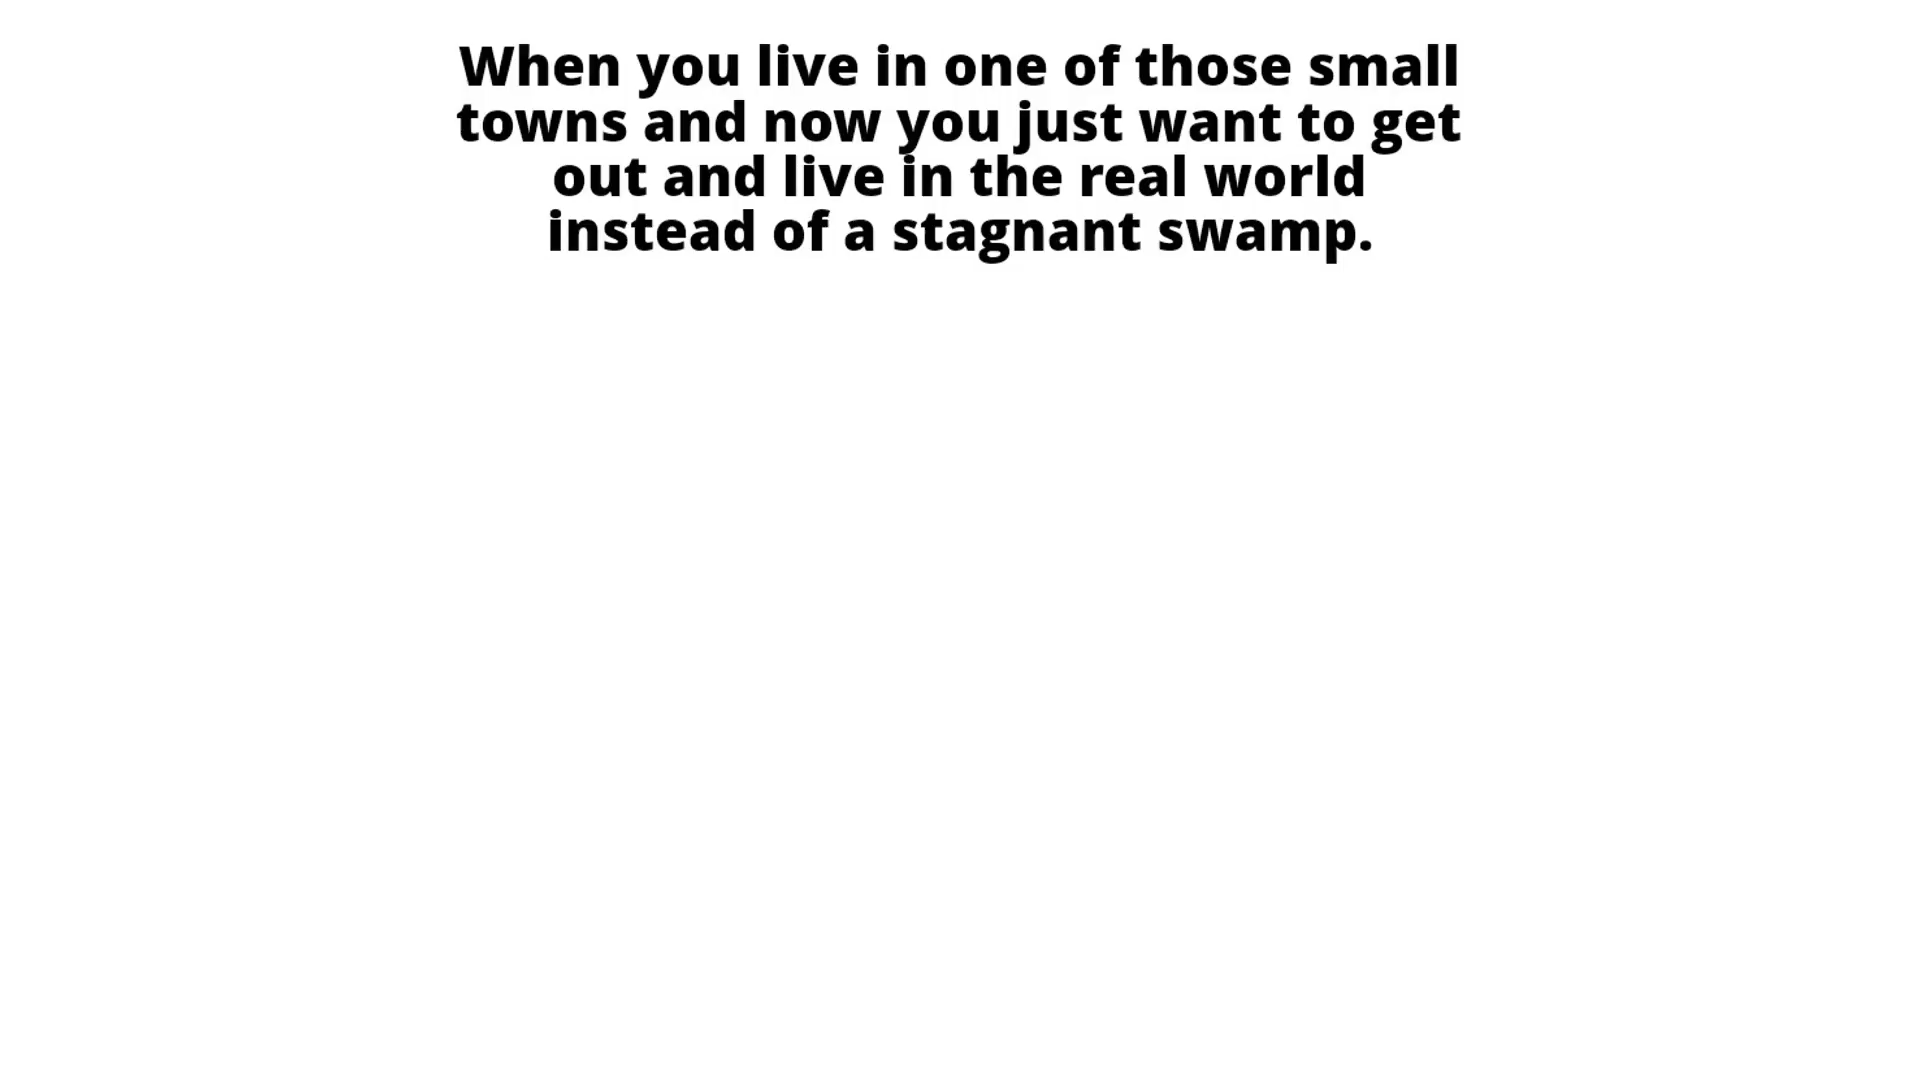 When you live in one of those small
towns and now you just want to get
out and live in the real world
instead of a stagnant swamp.